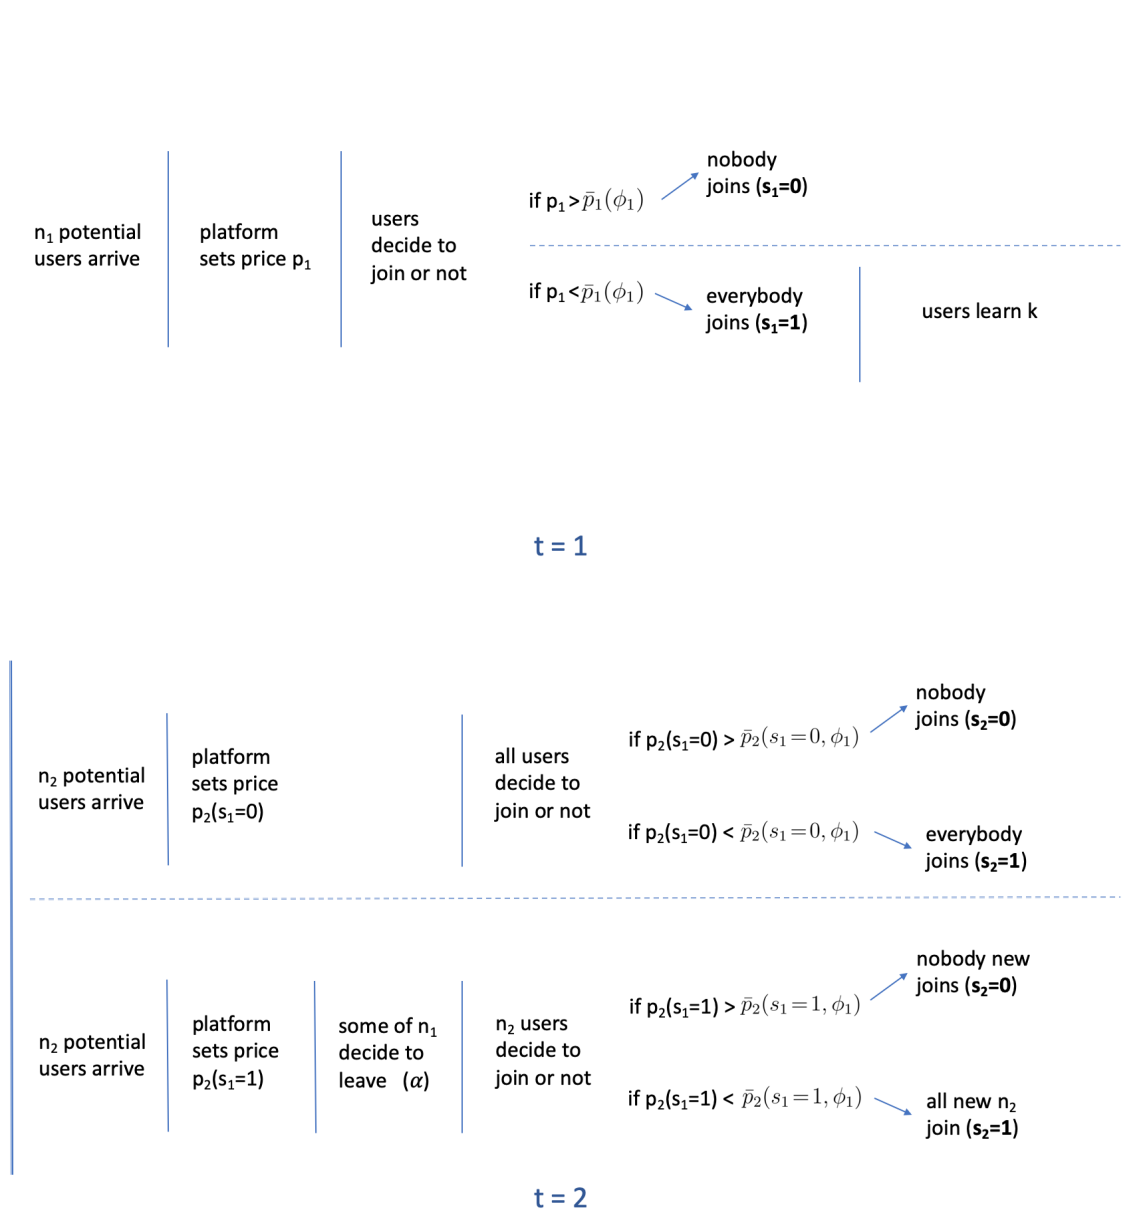 n₁ potential
users arrive
platform
sets price p₁
users
decide to
join or not
if p₁>p̄₁(ϕ₁)
nobody
joins (s₁=0)
if p₁<p̄₁(ϕ₁)
everybody
joins (s₁=1)
users learn k
t = 1
n₂ potential
users arrive
platform
sets price
p₂(s₁=0)
all users
decide to
join or not
if p₂(s₁=0) > p̄₂(s₁=0, ϕ₁)
nobody
joins (s₂=0)
if p₂(s₁=0) < p̄₂(s₁=0, ϕ₁)
everybody
joins (s₂=1)
n₂ potential
users arrive
platform
sets price
p₂(s₁=1)
some of n₁
decide to
leave (α)
n₂ users
decide to
join or not
if p₂(s₁=1) > p̄₂(s₁=1, ϕ₁)
nobody new
joins (s₂=0)
if p₂(s₁=1) < p̄₂(s₁=1, ϕ₁)
all new n₂
join (s₂=1)
t = 2